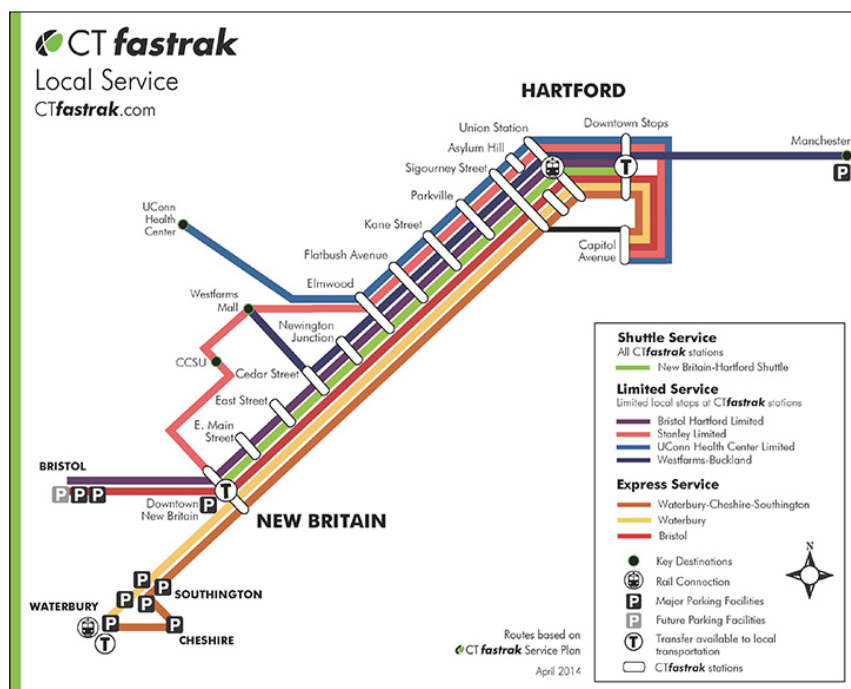 CT fastrak
Local Service
CTfastrak.com
HARTFORD
Union Station
Downtown Stops
Asylum Hill
Manchester
Sigourney Street
T
P
Parkville
UConn
Health
Center
Kane Street
Capitol
Avenue
Flatbush Avenue
Elmwood
Westfarms
Mall
Newington
Junction
CCSU
Cedar Street
East Street
E. Main
Street
BRISTOL
P P P
Downtown
New Britain
P
T
NEW BRITAIN
P
P
P
P
SOUTHINGTON
WATERBURY
P
P
T
CHESHIRE
Shuttle Service
All CTfastrak stations
New Britain-Hartford Shuttle
Limited Service
Limited local stops at CTfastrak stations
Bristol Hartford Limited
Stanley Limited
UConn Health Center Limited
Westfarms-Buckland
Express Service
Waterbury-Cheshire-Southington
Waterbury
Bristol
Key Destinations
Rail Connection
P Major Parking Facilities
P Future Parking Facilities
T Transfer available to local
transportation
CTfastrak stations
N
Routes based on
CT fastrak Service Plan
April 2014